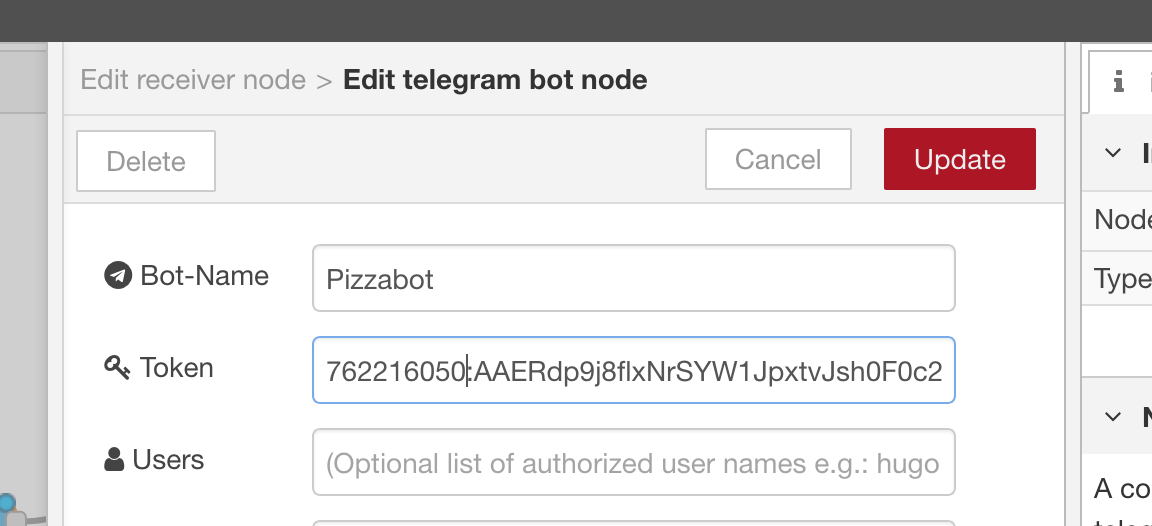 Edit receiver node > Edit telegram bot node
Delete
Cancel
Update
Bot-Name
Pizzabot
Token
762216050:AAERdp9j8flxNrSYW1JpxtvJsh0F0c2
Users
(Optional list of authorized user names e.g.: hugo
Node
Type
A co